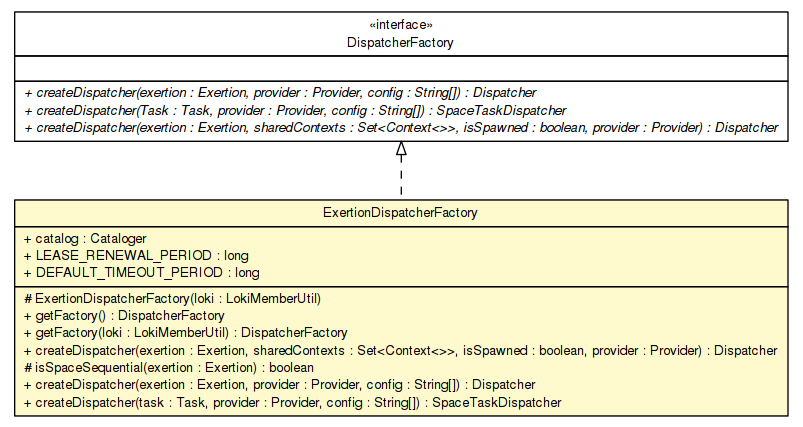 «interface»
DispatcherFactory
+ createDispatcher(exertion : Exertion, provider : Provider, config : String[]) : Dispatcher
+ createDispatcher(Task : Task, provider : Provider, config : String[]) : SpaceTaskDispatcher
+ createDispatcher(exertion : Exertion, sharedContexts : Set<Context<>>, isSpawned : boolean, provider : Provider) : Dispatcher
ExertionDispatcherFactory
+ catalog : Cataloger
+ LEASE_RENEWAL_PERIOD : long
+ DEFAULT_TIMEOUT_PERIOD : long
# ExertionDispatcherFactory(loki : LokiMemberUtil)
+ getFactory() : DispatcherFactory
+ getFactory(loki : LokiMemberUtil) : DispatcherFactory
+ createDispatcher(exertion : Exertion, sharedContexts : Set<Context<>>, isSpawned : boolean, provider : Provider) : Dispatcher
# isSpaceSequential(exertion : Exertion) : boolean
+ createDispatcher(exertion : Exertion, provider : Provider, config : String[]) : Dispatcher
+ createDispatcher(task : Task, provider : Provider, config : String[]) : SpaceTaskDispatcher